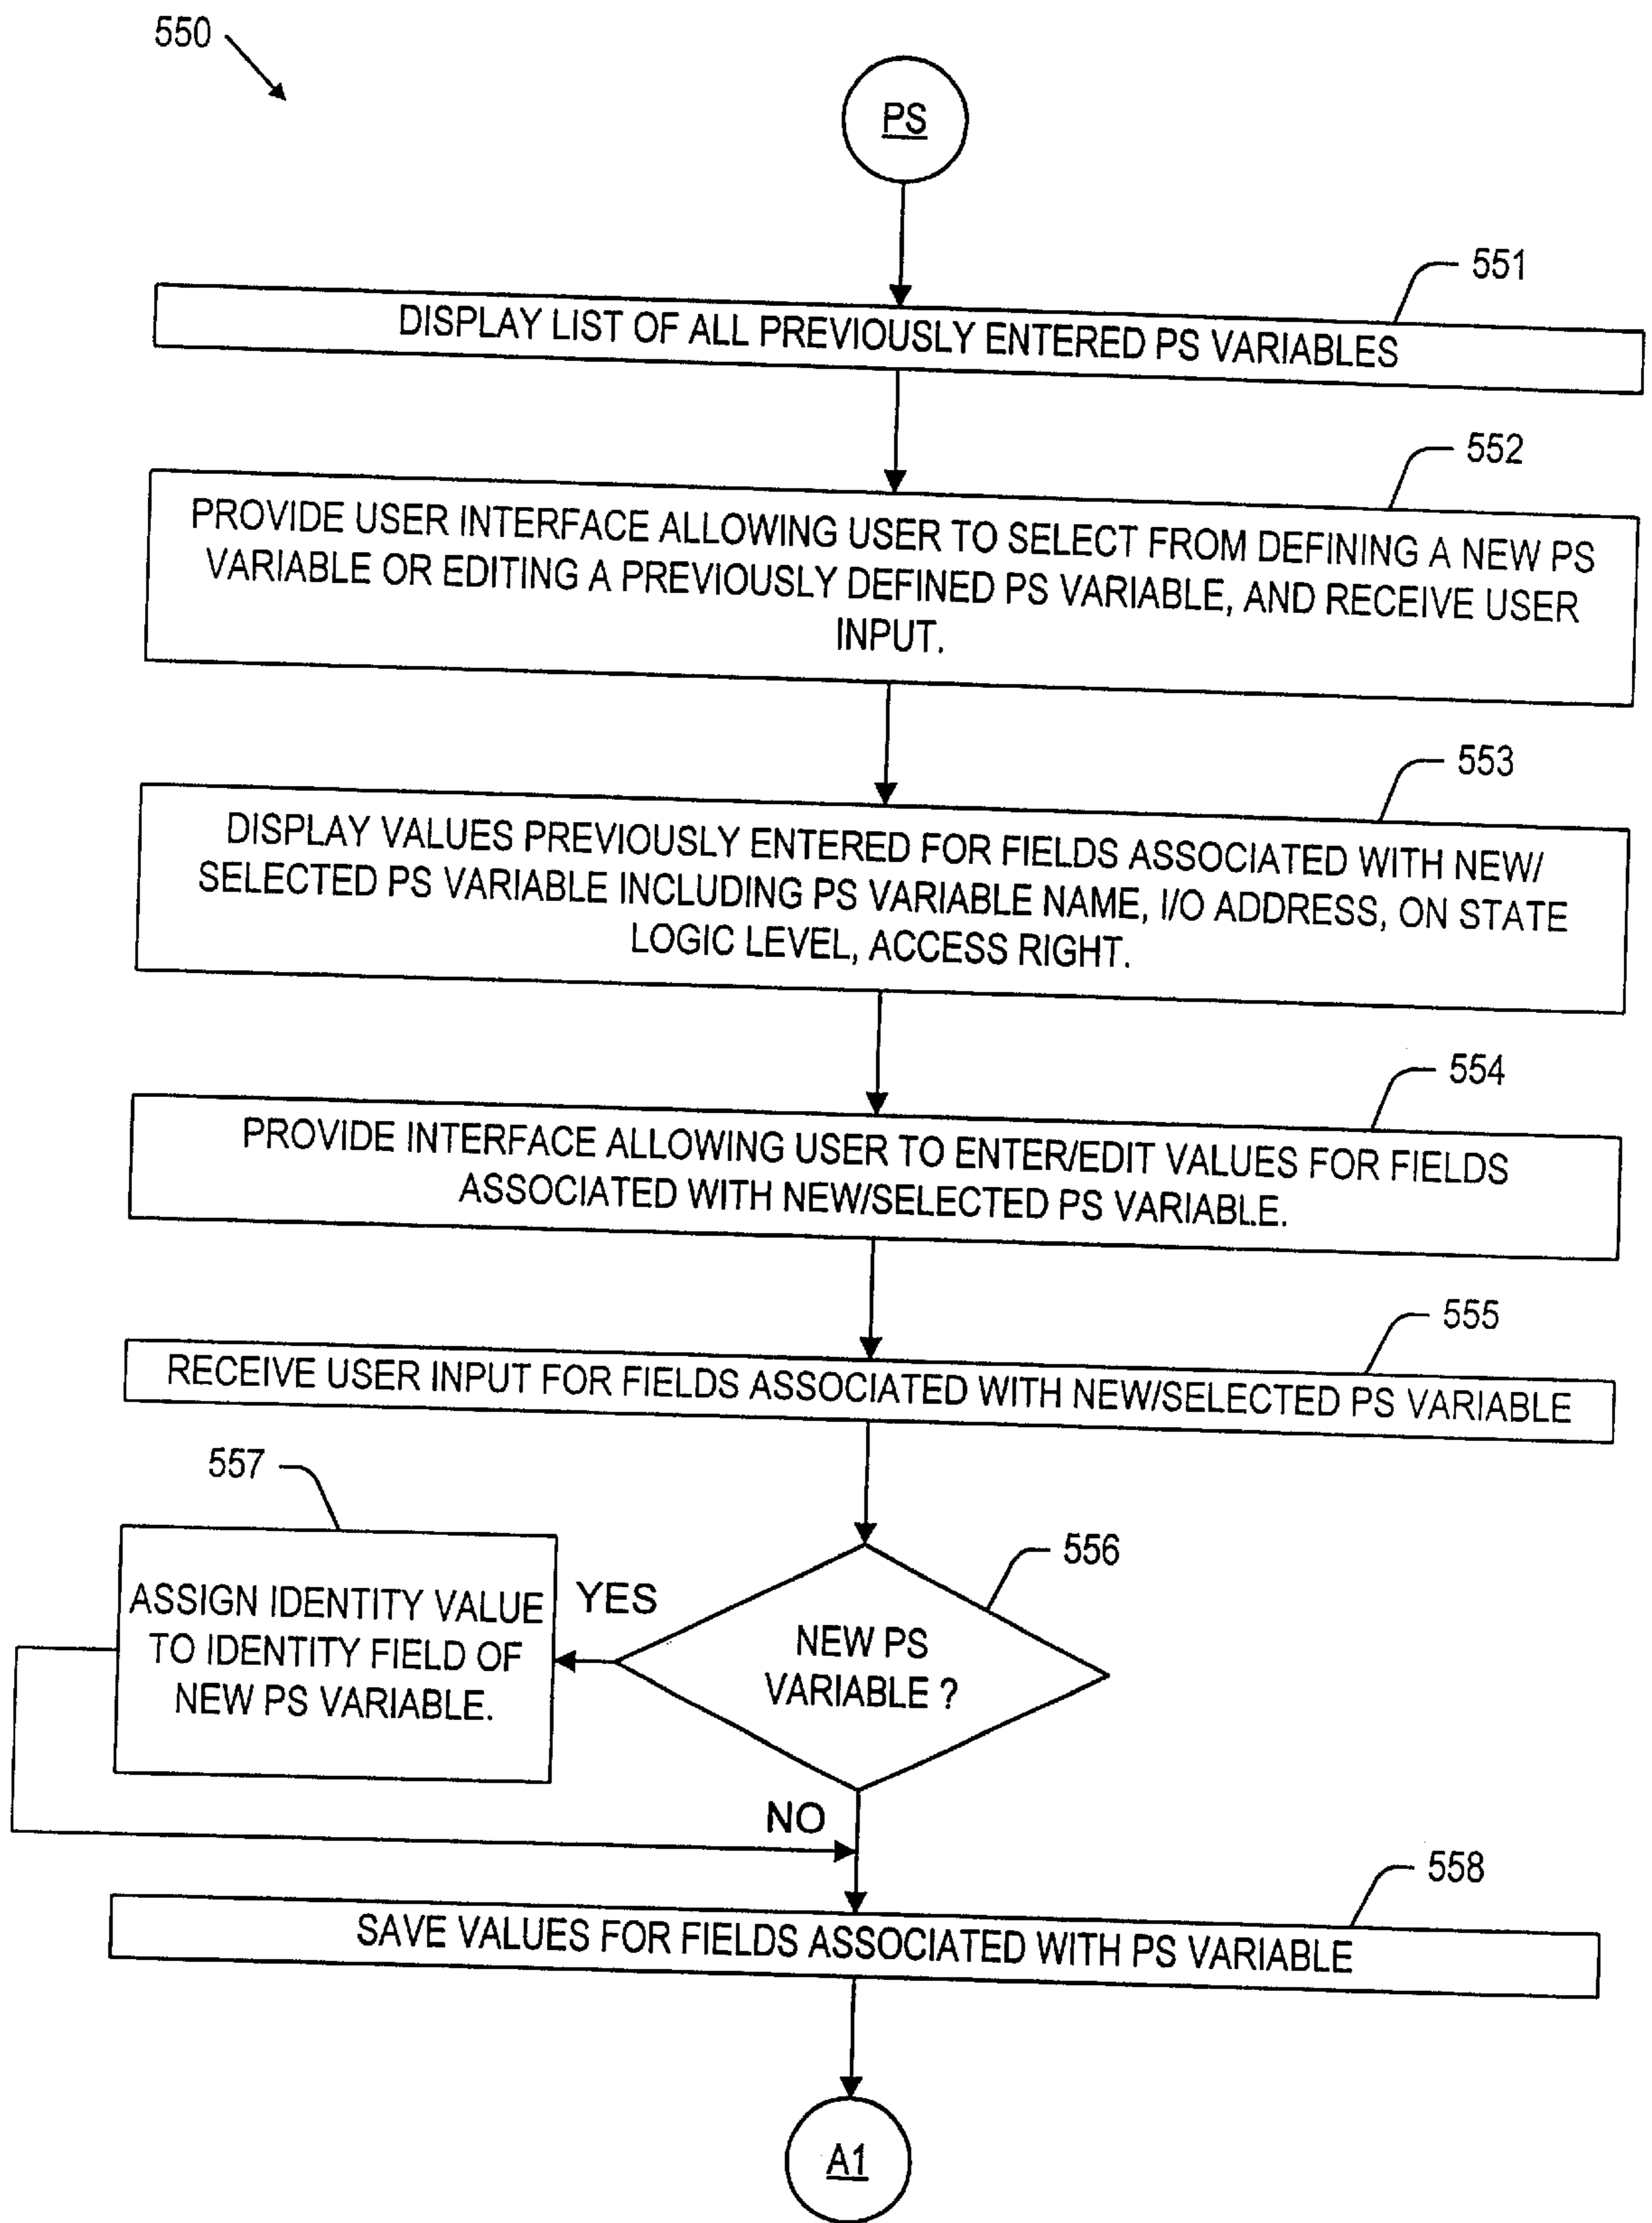 550
PS
551
DISPLAY LIST OF ALL PREVIOUSLY ENTERED PS VARIABLES
552
PROVIDE USER INTERFACE ALLOWING USER TO SELECT FROM DEFINING A NEW PS
VARIABLE OR EDITING A PREVIOUSLY DEFINED PS VARIABLE, AND RECEIVE USER
INPUT.
553
DISPLAY VALUES PREVIOUSLY ENTERED FOR FIELDS ASSOCIATED WITH NEW/
SELECTED PS VARIABLE INCLUDING PS VARIABLE NAME, I/O ADDRESS, ON STATE
LOGIC LEVEL, ACCESS RIGHT.
554
PROVIDE INTERFACE ALLOWING USER TO ENTER/EDIT VALUES FOR FIELDS
ASSOCIATED WITH NEW/SELECTED PS VARIABLE.
555
RECEIVE USER INPUT FOR FIELDS ASSOCIATED WITH NEW/SELECTED PS VARIABLE
556
NEW PS
VARIABLE ?
YES
557
ASSIGN IDENTITY VALUE
TO IDENTITY FIELD OF
NEW PS VARIABLE.
NO
558
SAVE VALUES FOR FIELDS ASSOCIATED WITH PS VARIABLE
A1